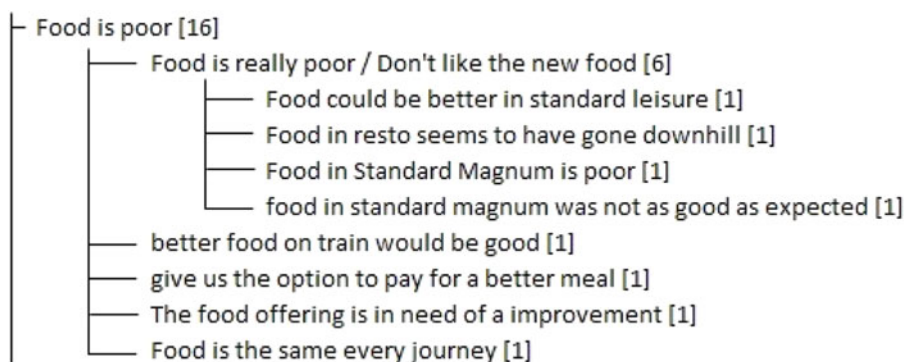 Food is poor [16]
Food is really poor / Don't like the new food [6]
Food could be better in standard leisure [1]
Food in resto seems to have gone downhill [1]
Food in Standard Magnum is poor [1]
food in standard magnum was not as good as expected [1]
better food on train would be good [1]
give us the option to pay for a better meal [1]
The food offering is in need of a improvement [1]
Food is the same every journey [1]